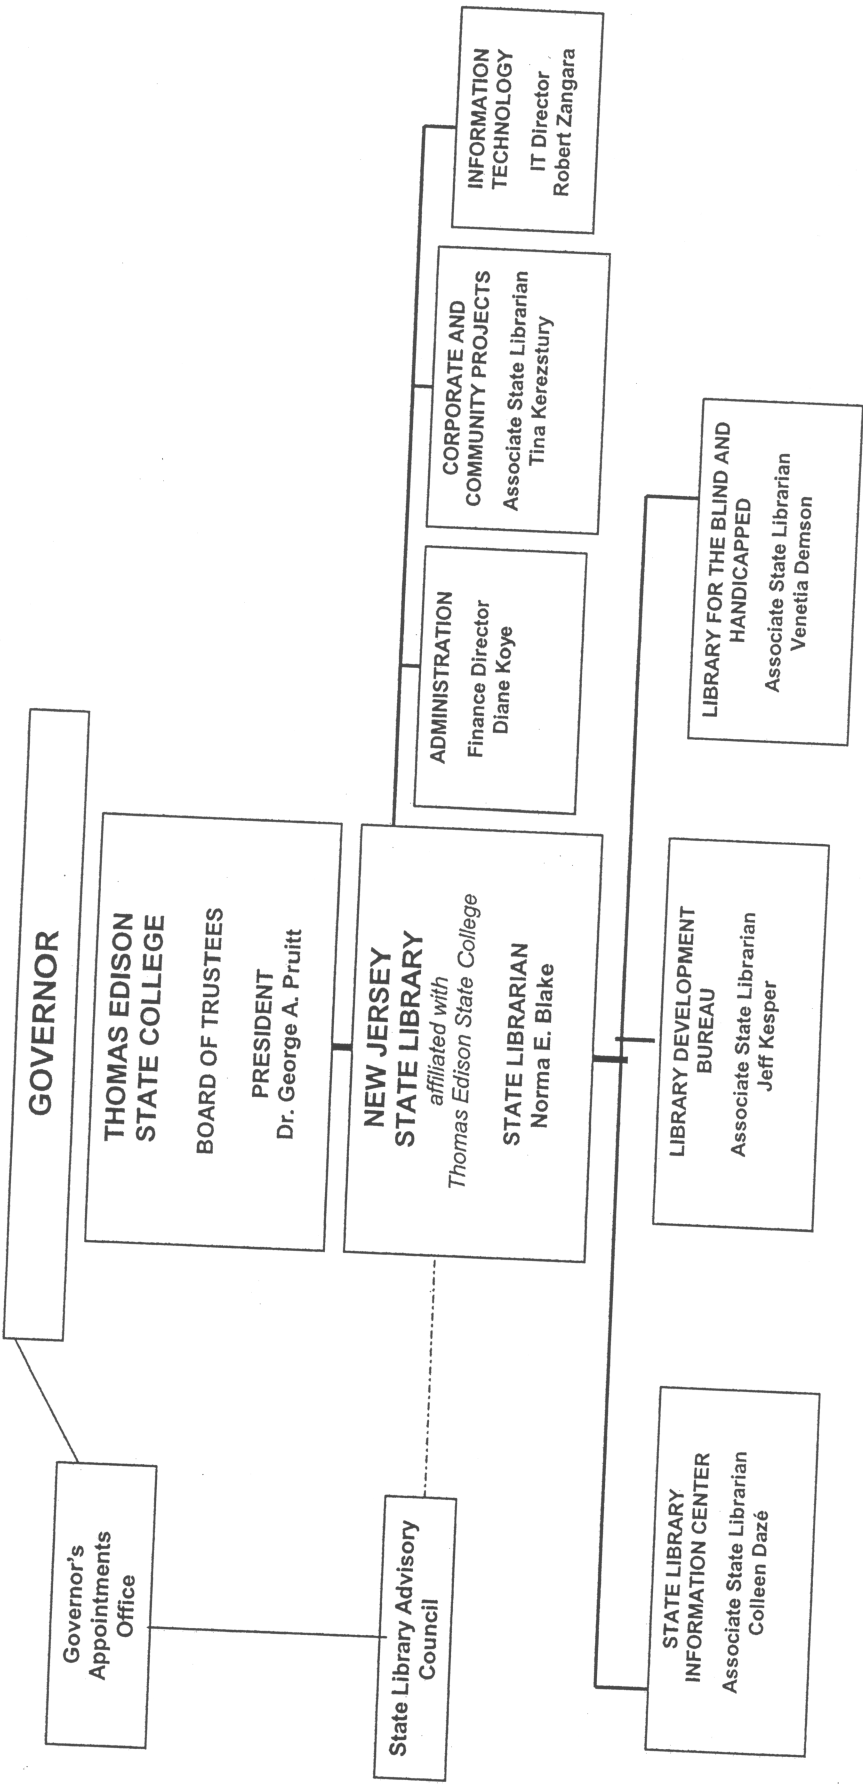 GOVERNOR
THOMAS EDISON
STATE COLLEGE
BOARD OF TRUSTEES
PRESIDENT
Dr. George A. Pruitt
Governor's
Appointments
Office
NEW JERSEY
STATE LIBRARY
affiliated with
Thomas Edison State College
STATE LIBRARIAN
Norma E. Blake
State Library Advisory
Council
ADMINISTRATION
Finance Director
Diane Koye
CORPORATE AND
COMMUNITY PROJECTS
Associate State Librarian
Tina Kerezstury
INFORMATION
TECHNOLOGY
IT Director
Robert Zangara
STATE LIBRARY
INFORMATION CENTER
Associate State Librarian
Colleen Dazé
LIBRARY DEVELOPMENT
BUREAU
Associate State Librarian
Jeff Kesper
LIBRARY FOR THE BLIND AND
HANDICAPPED
Associate State Librarian
Venetia Demson